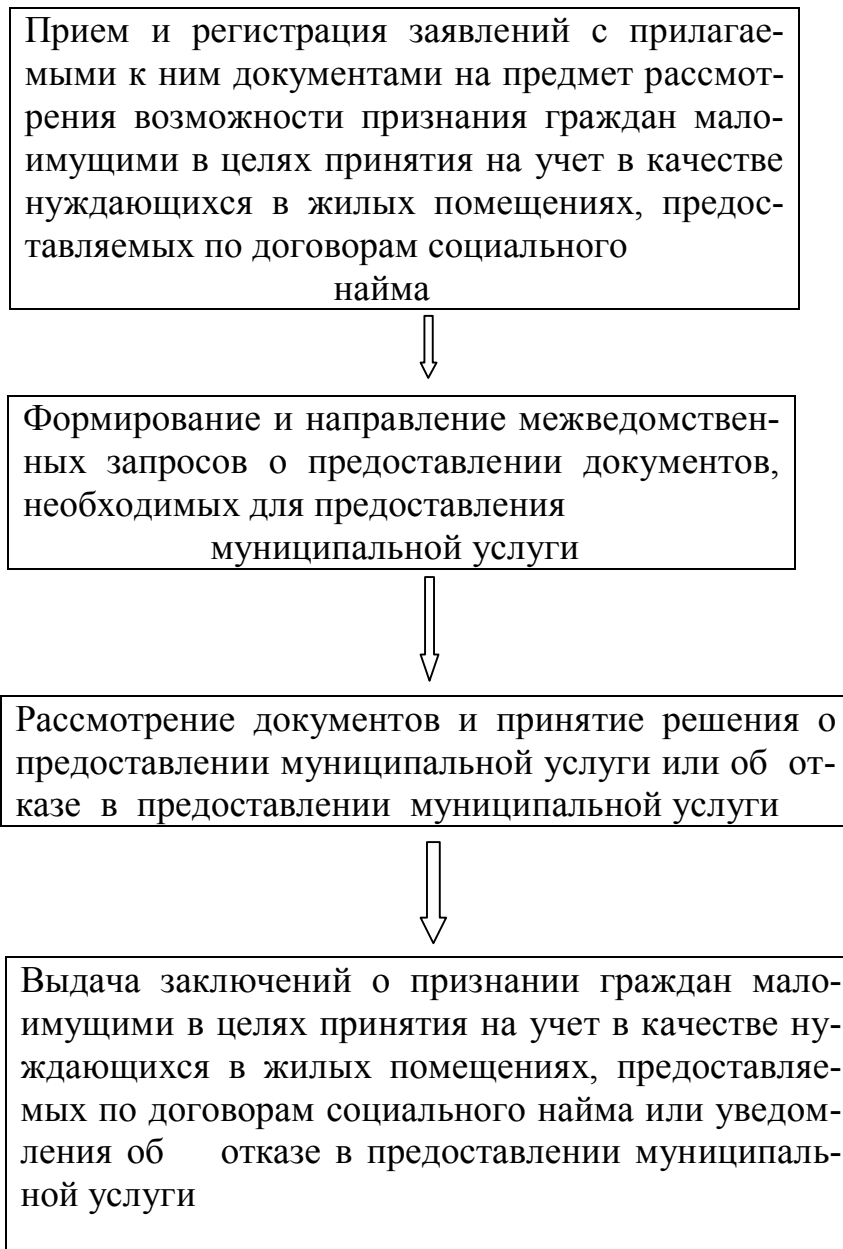 Прием и регистрация заявлений с прилагае-
мыми к ним документами на предмет рассмот-
рения возможности признания граждан мало-
имущими в целях принятия на учет в качестве
нуждающихся в жилых помещениях, предос-
тавляемых по договорам социального
найма
Формирование и направление межведомствен-
ных запросов о предоставлении документов,
необходимых для предоставления
муниципальной услуги
Рассмотрение документов и принятие решения о
предоставлении муниципальной услуги или об от-
казе в предоставлении муниципальной услуги
Выдача заключений о признании граждан мало-
имущими в целях принятия на учет в качестве ну-
ждающихся в жилых помещениях, предоставляе-
мых по договорам социального найма или уведом-
ления об отказе в предоставлении муниципаль-
ной услуги